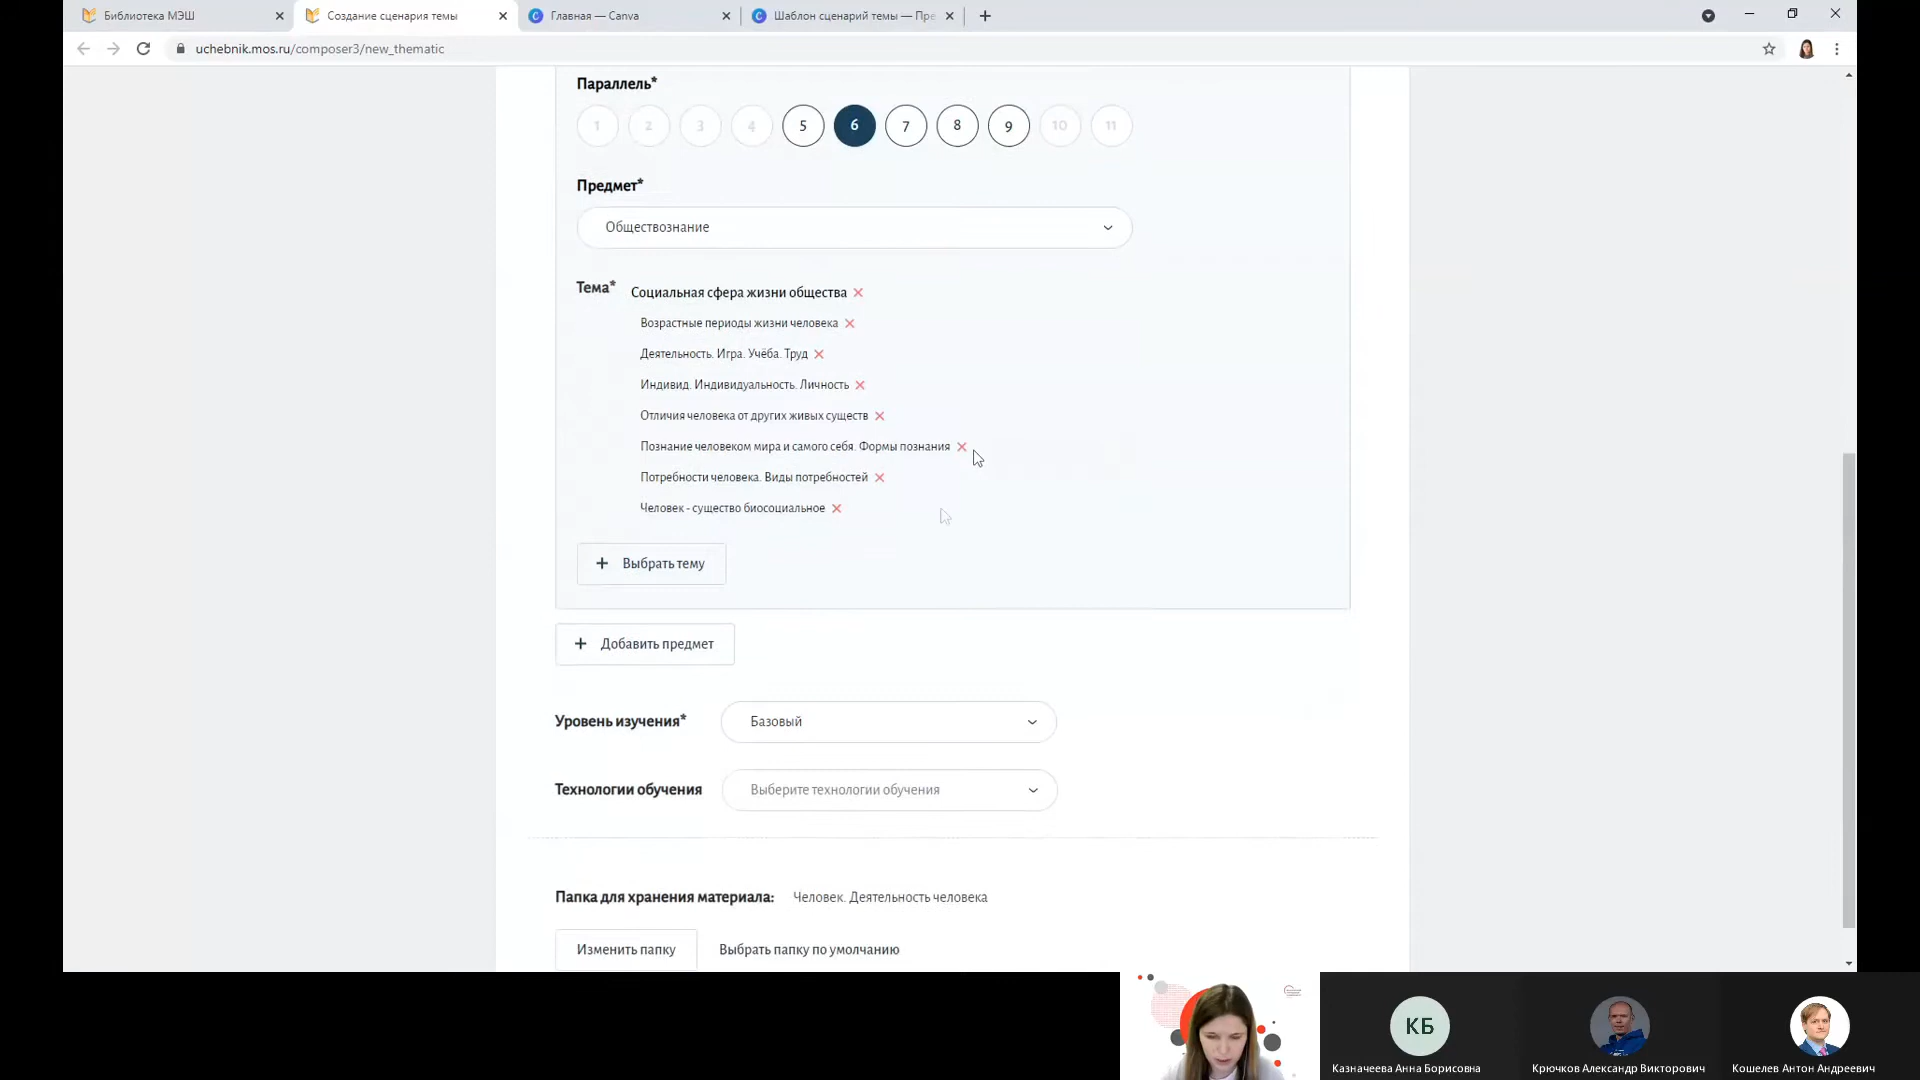 Библиотека МЭШ
Создание сценария темы
Главная — Canva
Шаблон сценарий темы — Пре
uchebnik.mos.ru/composer3/new_thematic
Параллель*
1 2 3 4 5 6 7 8 9 10 11
Предмет*
Обществознание
Тема* Социальная сфера жизни общества
Возрастные периоды жизни человека
Деятельность. Игра. Учёба. Труд
Индивид. Индивидуальность. Личность
Отличия человека от других живых существ
Познание человеком мира и самого себя. Формы познания
Потребности человека. Виды потребностей
Человек - существо биосоциальное
+ Выбрать тему
+ Добавить предмет
Уровень изучения* Базовый
Технологии обучения Выберите технологии обучения
Папка для хранения материала: Человек. Деятельность человека
Изменить папку Выбрать папку по умолчанию
КБ
Казначеева Анна Борисовна
Крючков Александр Викторович
Кошелев Антон Андреевич